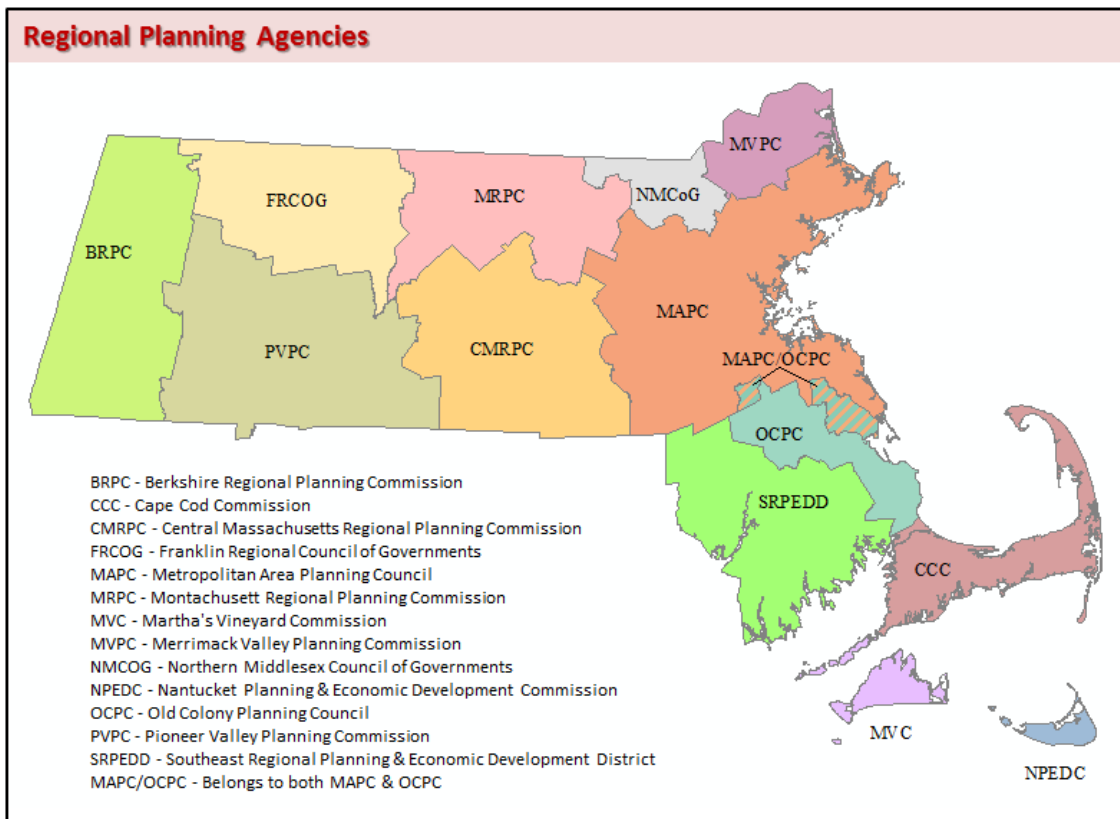 Regional Planning Agencies
MVPC
FRCOG
MRPC
NMCoG
BRPC
MAPC
PVPC
CMRPC
MAPC/OCPC
OCPC
SRPEDD
CCC
MVC
NPEDC
BRPC - Berkshire Regional Planning Commission
CCC - Cape Cod Commission
CMRPC - Central Massachusetts Regional Planning Commission
FRCOG - Franklin Regional Council of Governments
MAPC - Metropolitan Area Planning Council
MRPC - Montachusett Regional Planning Commission
MVC - Martha's Vineyard Commission
MVPC - Merrimack Valley Planning Commission
NMCOG - Northern Middlesex Council of Governments
NPEDC - Nantucket Planning & Economic Development Commission
OCPC - Old Colony Planning Council
PVPC - Pioneer Valley Planning Commission
SRPEDD - Southeast Regional Planning & Economic Development District
MAPC/OCPC - Belongs to both MAPC & OCPC